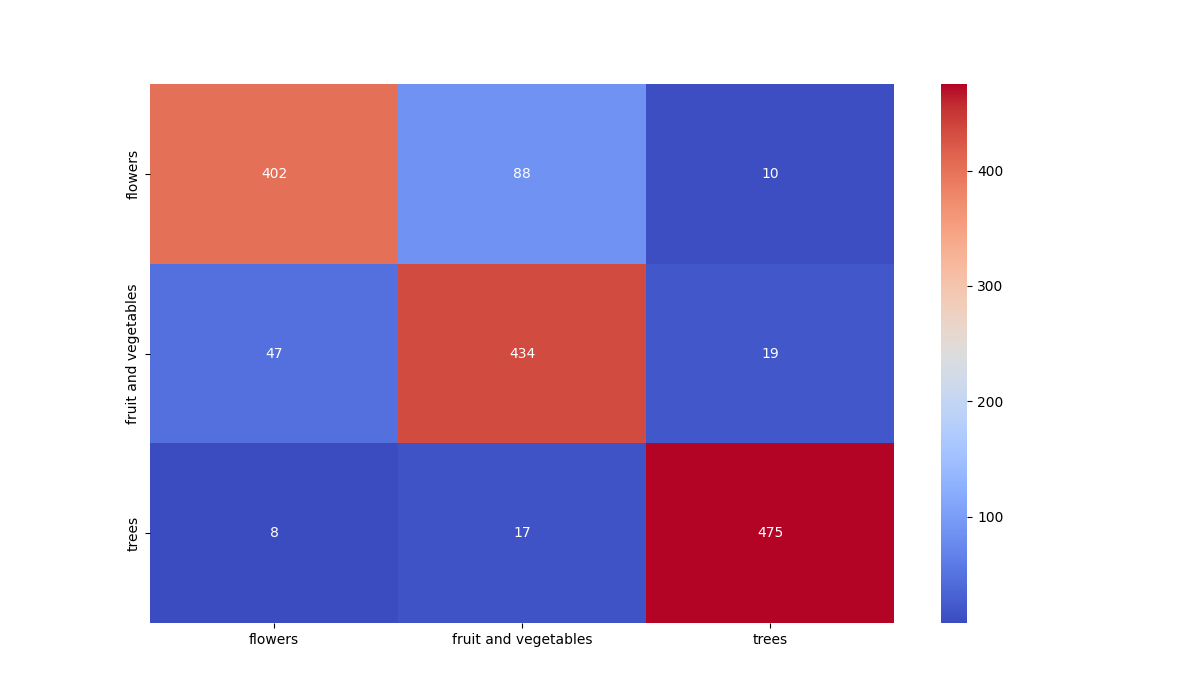 flowers
402 88 10
400
300
fruit and vegetables
47 434 19
200
100
trees
8 17 475
flowers fruit and vegetables trees